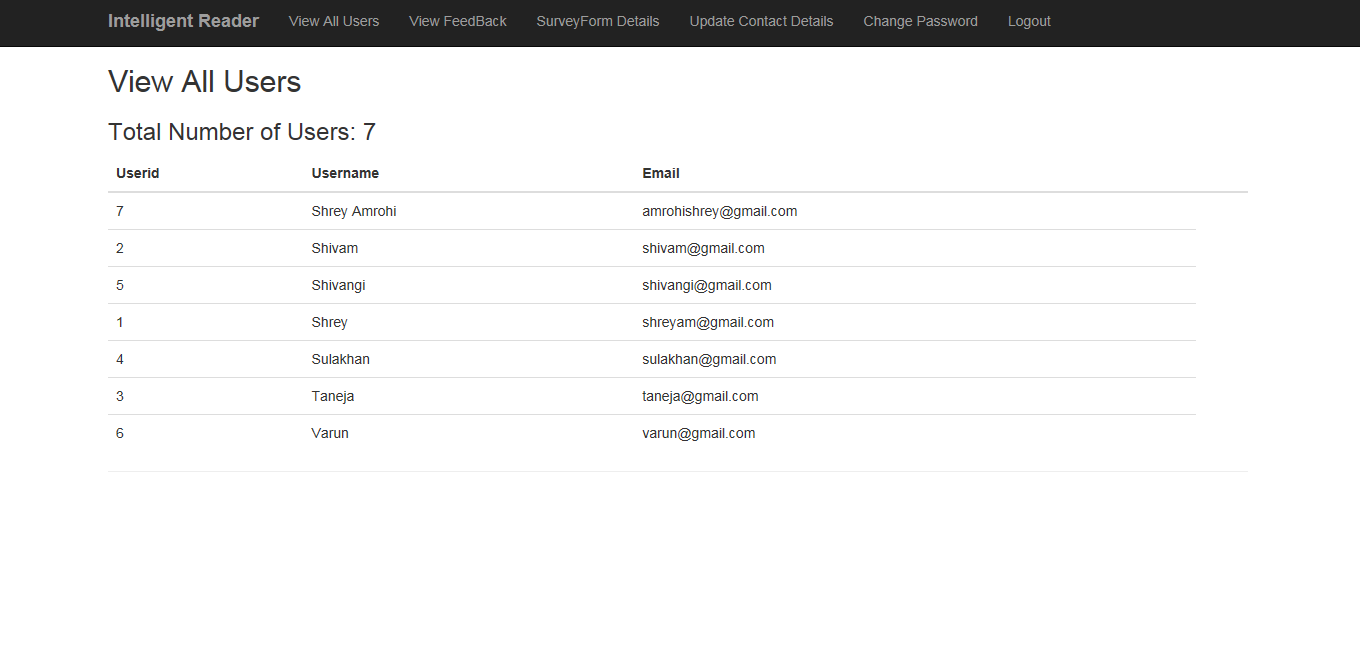 Intelligent Reader View All Users View FeedBack SurveyForm Details Update Contact Details Change Password Logout
View All Users
Total Number of Users: 7
Userid Username Email
7 Shrey Amrohi amrohishrey@gmail.com
2 Shivam shivam@gmail.com
5 Shivangi shivangi@gmail.com
1 Shrey shreyam@gmail.com
4 Sulakhan sulakhan@gmail.com
3 Taneja taneja@gmail.com
6 Varun varun@gmail.com